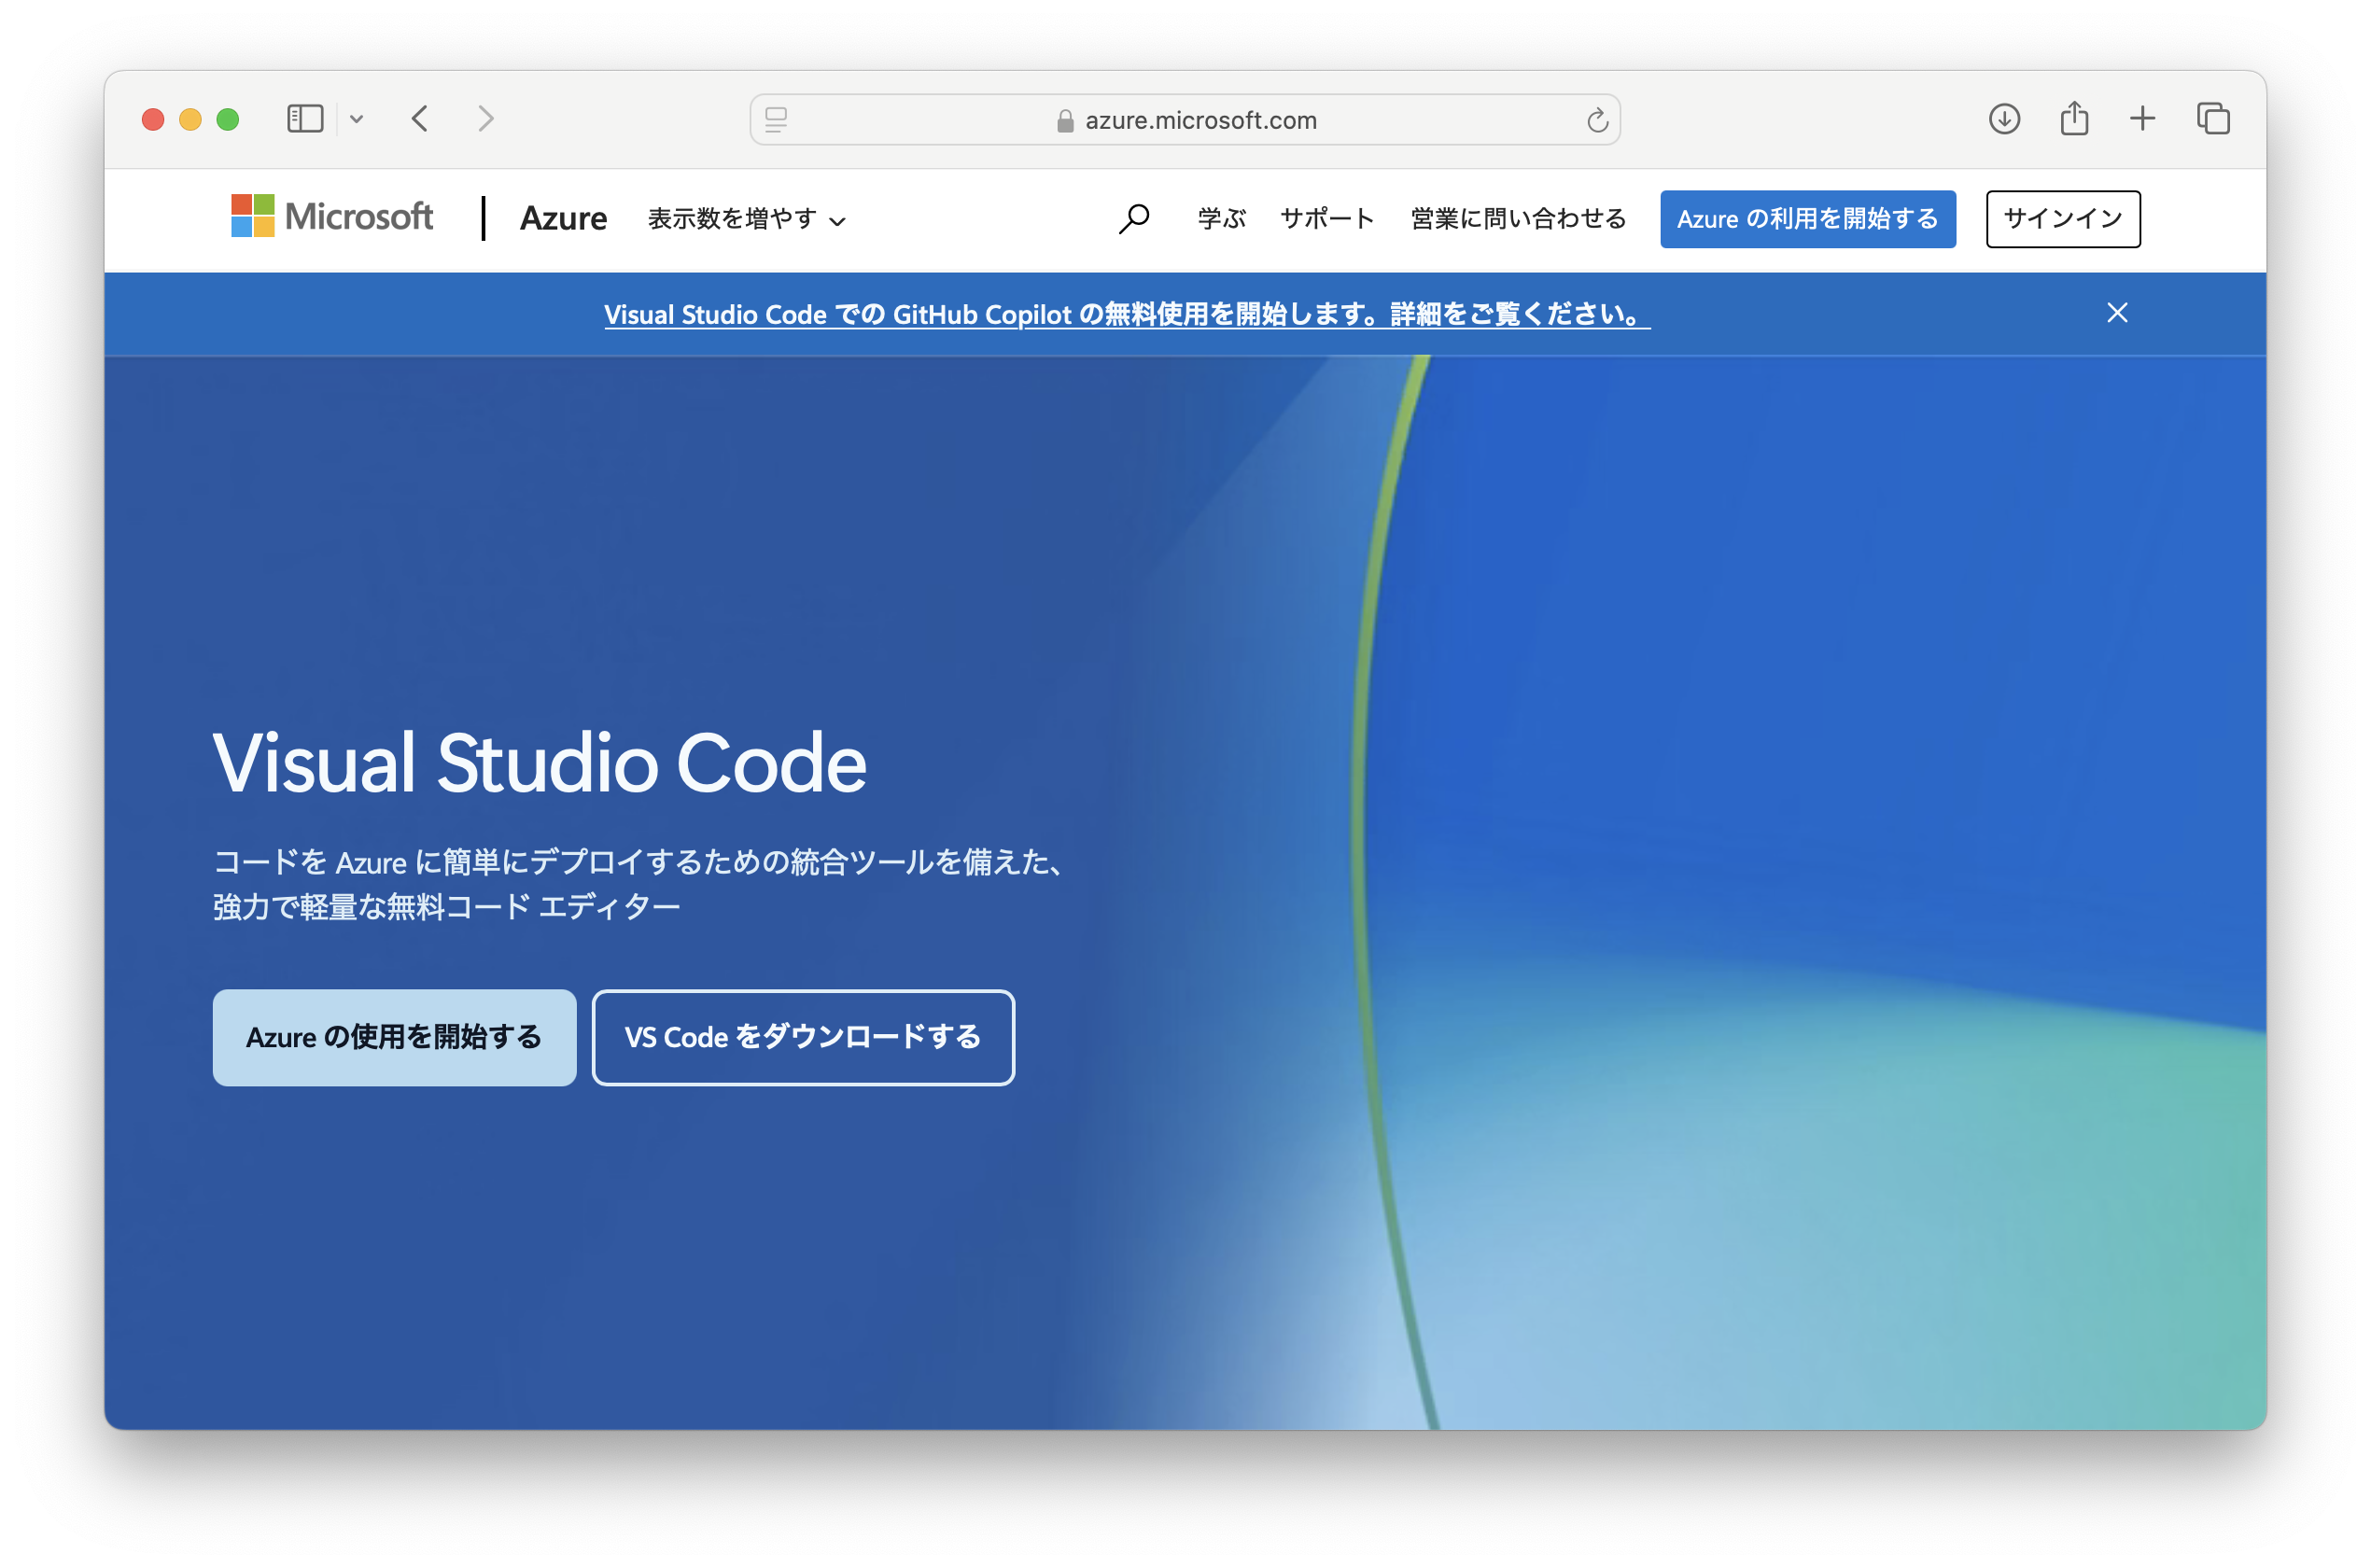 azure.microsoft.com
Microsoft
Azure
表示数を増やす
学ぶ
サポート
営業に問い合わせる
Azure の利用を開始する
サインイン
Visual Studio Code での GitHub Copilot の無料使用を開始します。詳細をご覧ください。
Visual Studio Code
コードを Azure に簡単にデプロイするための統合ツールを備えた、
強力で軽量な無料コード エディター
Azure の使用を開始する
VS Code をダウンロードする